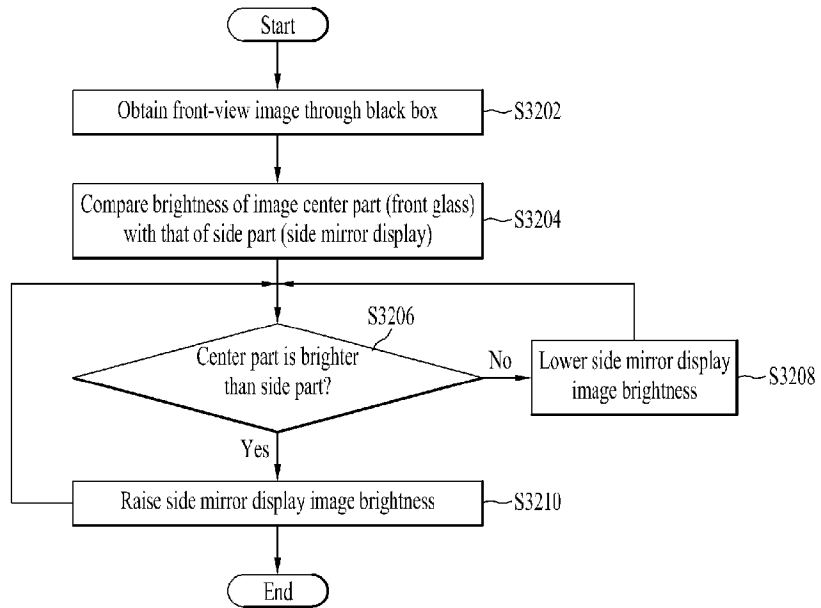 Start
Obtain front-view image through black box
S3202
Compare brightness of image center part (front glass)
with that of side part (side mirror display)
S3204
S3206
Center part is brighter
than side part?
No
Lower side mirror display
image brightness
S3208
Yes
Raise side mirror display image brightness
S3210
End